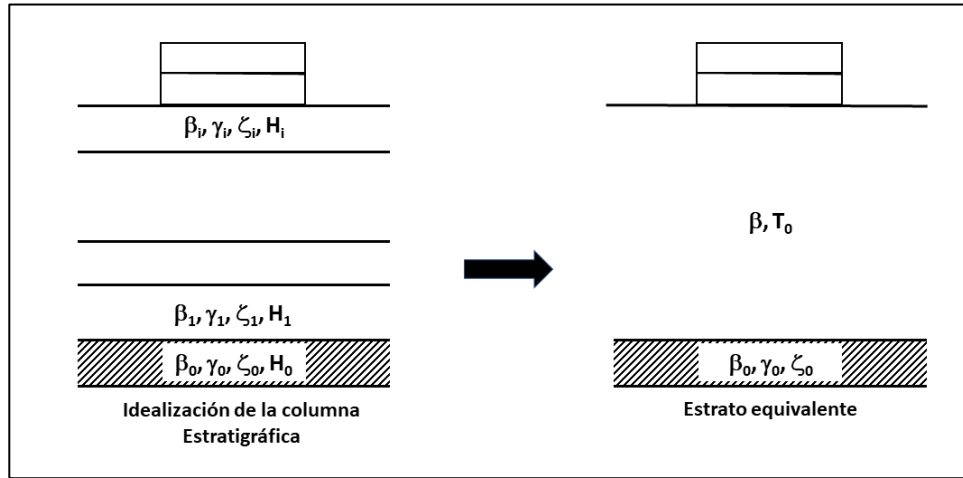 βi, γi, ζi, Hi
β1, γ1, ζ1, H1
β0, γ0, ζ0, H0
Idealización de la columna
Estratigráfica
β, T0
β0, γ0, ζ0
Estrato equivalente